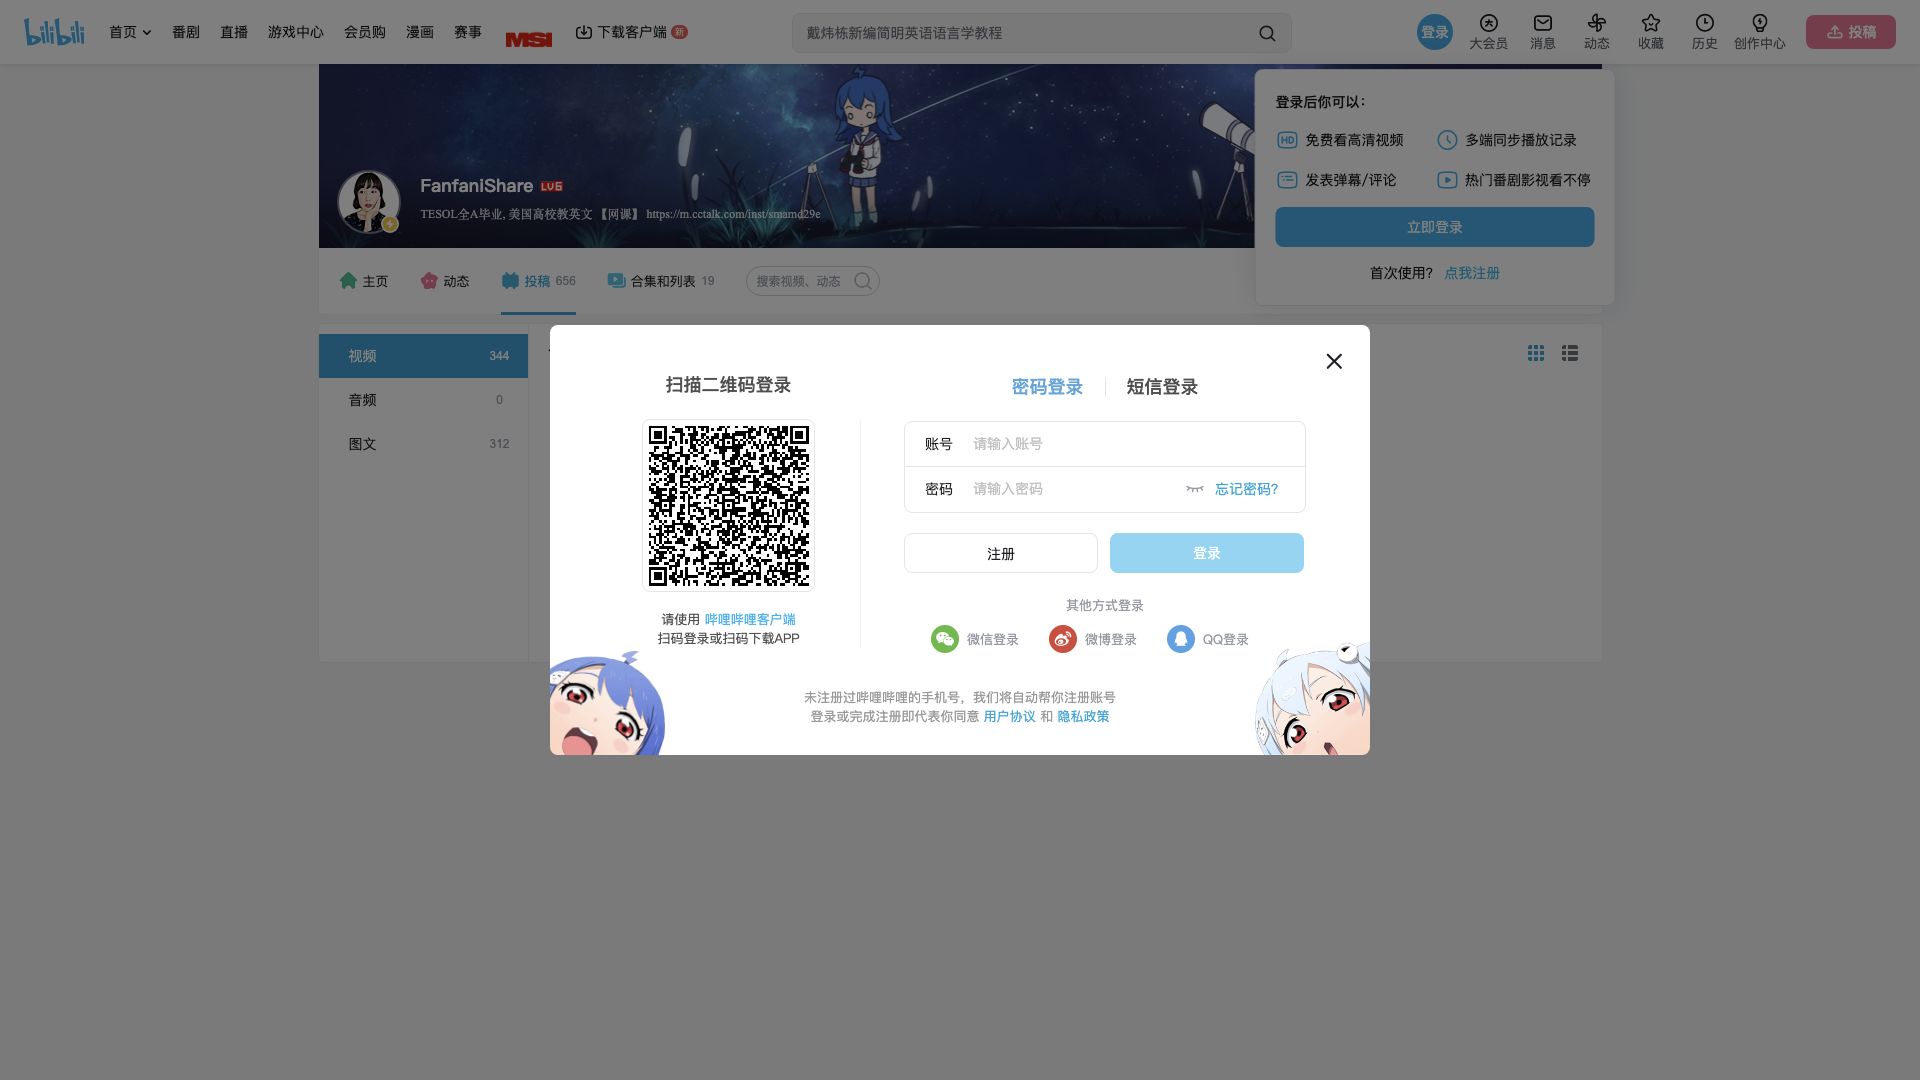 bilibili
首页 番剧 直播 游戏中心 会员购 漫画 赛事 MSI 下载客户端 新
戴炜栋新编简明英语语言学教程
登录 大会员 消息 动态 收藏 历史 创作中心 投稿
登录后你可以：
HD 免费看高清视频 多端同步播放记录
发表弹幕/评论 热门番剧影视看不停
立即登录
首次使用? 点我注册
FanfaniShare LV6
TESOL全A毕业, 美国高校教英文 【网课】 https://m.cctalk.com/inst/smamd29e
主页 动态 投稿 656 合集和列表 19 搜索视频、动态
视频 344
音频 0
图文 312
扫描二维码登录
请使用 哔哩哔哩客户端
扫码登录或扫码下载APP
密码登录 短信登录
账号 请输入账号
密码 请输入密码 忘记密码?
注册 登录
其他方式登录
微信登录 微博登录 QQ登录
未注册过哔哩哔哩的手机号，我们将自动帮你注册账号
登录或完成注册即代表你同意 用户协议 和 隐私政策